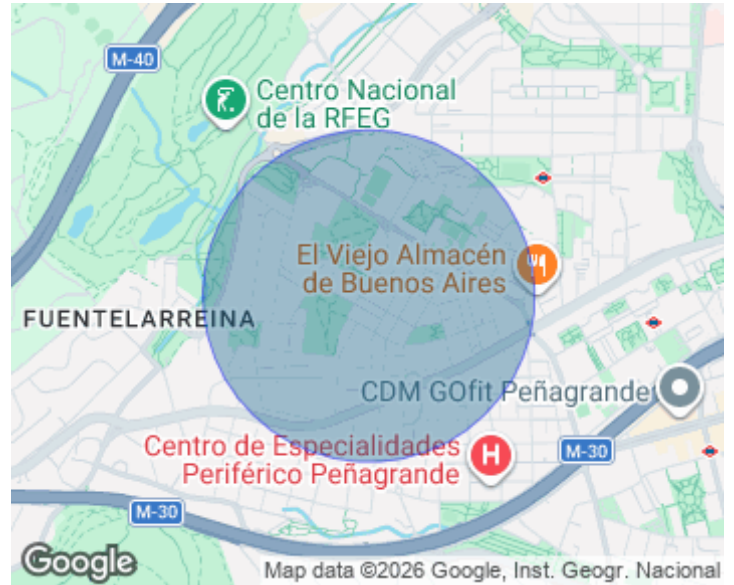 M-40
Centro Nacional
de la RFEG
El Viejo Almacén
de Buenos Aires
FUENTELARREINA
CDM GOfit Peñagrande
Centro de Especialidades
Periférico Peñagrande
H
M-30
M-30
Google
Map data ©2026 Google, Inst. Geogr. Nacional